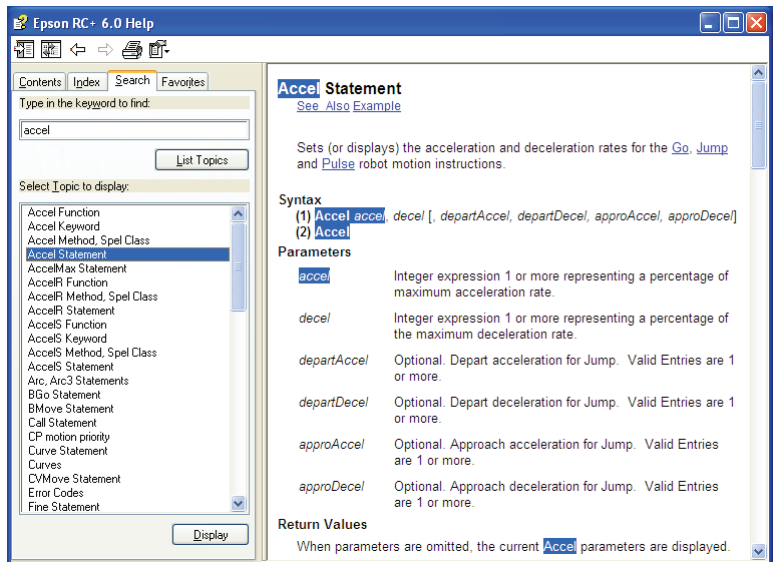 Epson RC+ 6.0 Help
Contents Index Search Favorites
Type in the keyword to find:
accel
List Topics
Select Topic to display:
Accel Function
Accel Keyword
Accel Method, Spel Class
Accel Statement
AccelMax Statement
AccelR Function
AccelR Method, Spel Class
AccelR Statement
AccelS Function
AccelS Keyword
AccelS Method, Spel Class
AccelS Statement
Arc, Arc3 Statements
BGo Statement
BMove Statement
Call Statement
CP motion priority
Curve Statement
Curves
CVMove Statement
Error Codes
Fine Statement
Display
Accel Statement
See Also Example
Sets (or displays) the acceleration and deceleration rates for the Go, Jump
and Pulse robot motion instructions.
Syntax
(1) Accel accel, decel [, departAccel, departDecel, approAccel, approDecel]
(2) Accel
Parameters
accel Integer expression 1 or more representing a percentage of
maximum acceleration rate.
decel Integer expression 1 or more representing a percentage of
the maximum deceleration rate.
departAccel Optional. Depart acceleration for Jump. Valid Entries are 1
or more.
departDecel Optional. Depart deceleration for Jump. Valid Entries are 1
or more.
approAccel Optional. Approach acceleration for Jump. Valid Entries
are 1 or more.
approDecel Optional. Approach deceleration for Jump. Valid Entries
are 1 or more.
Return Values
When parameters are omitted, the current Accel parameters are displayed.